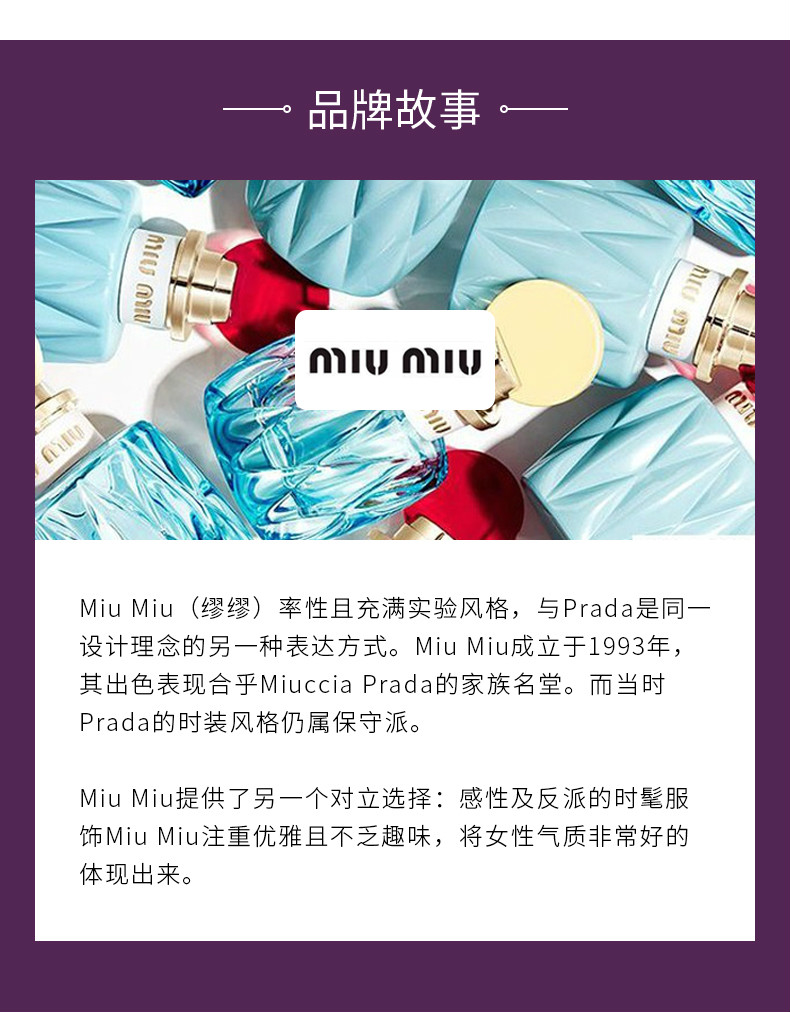 品牌故事
MIU MIU
MIU MIU
MIU MIU
MIU MIU
MIU
Miu Miu（缪缪）率性且充满实验风格，与Prada是同一
设计理念的另一种表达方式。Miu Miu成立于1993年，
其出色表现合乎Miuccia Prada的家族名堂。而当时
Prada的时装风格仍属保守派。
Miu Miu提供了另一个对立选择：感性及反派的时髦服
饰Miu Miu注重优雅且不乏趣味，将女性气质非常好的
体现出来。